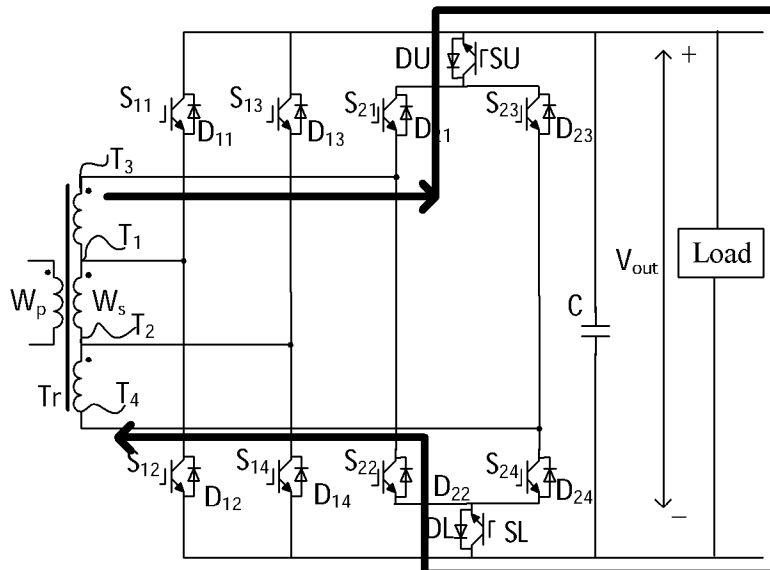 DU
SU
S11
S13
S21
S23
D11
D13
D21
D23
T3
T1
Wp
Ws
T2
Tr
T4
C
+
Vout
Load
S12
S14
S22
S24
D12
D14
D22
D24
DL
SL
−